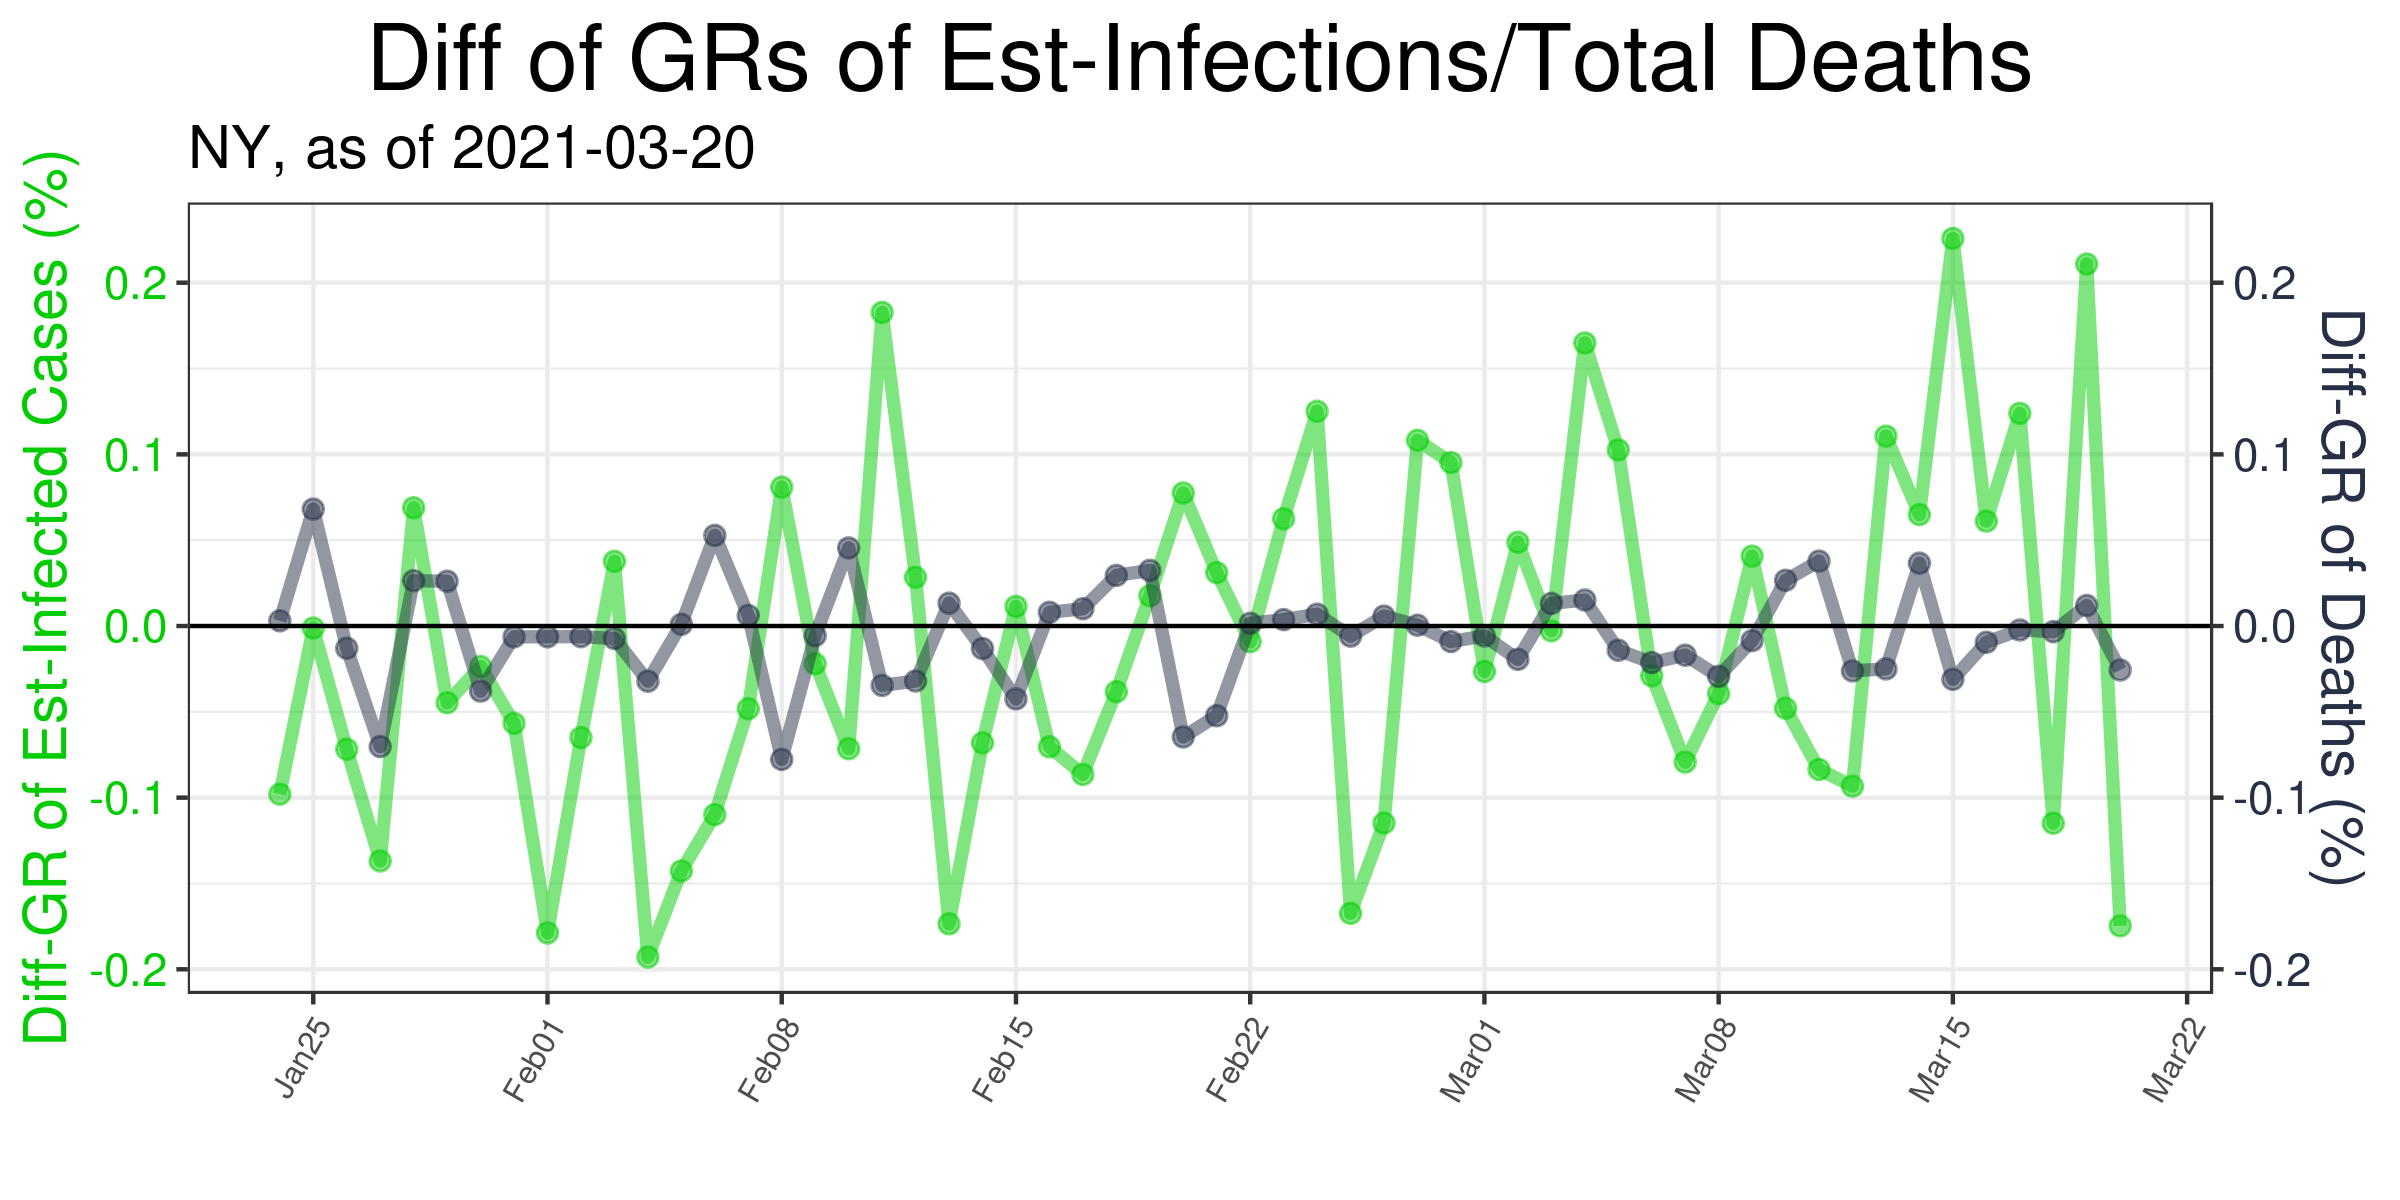 Diff of GRs of Est-Infections/Total Deaths
NY, as of 2021-03-20
Diff-GR of Est-Infected Cases (%)
0.2
0.1
0.0
-0.1
-0.2
0.2
0.1
0.0
-0.1
-0.2
Diff-GR of Deaths (%)
Jan25 Feb01 Feb08 Feb15 Feb22 Mar01 Mar08 Mar15 Mar22